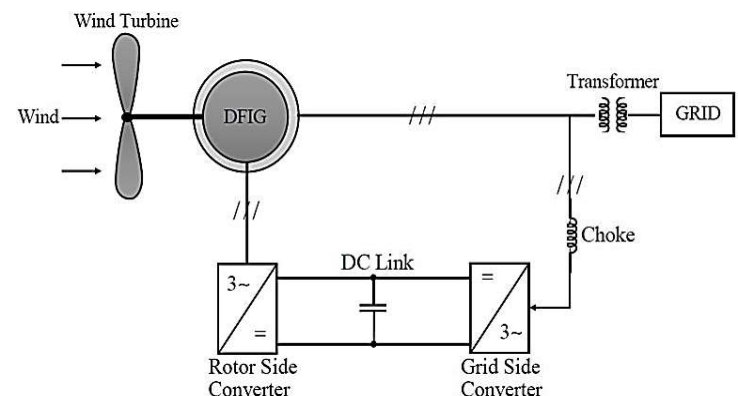 Wind Turbine
Transformer
Wind
DFIG
GRID
Choke
DC Link
3~
=
=
3~
Rotor Side
Converter
Grid Side
Converter